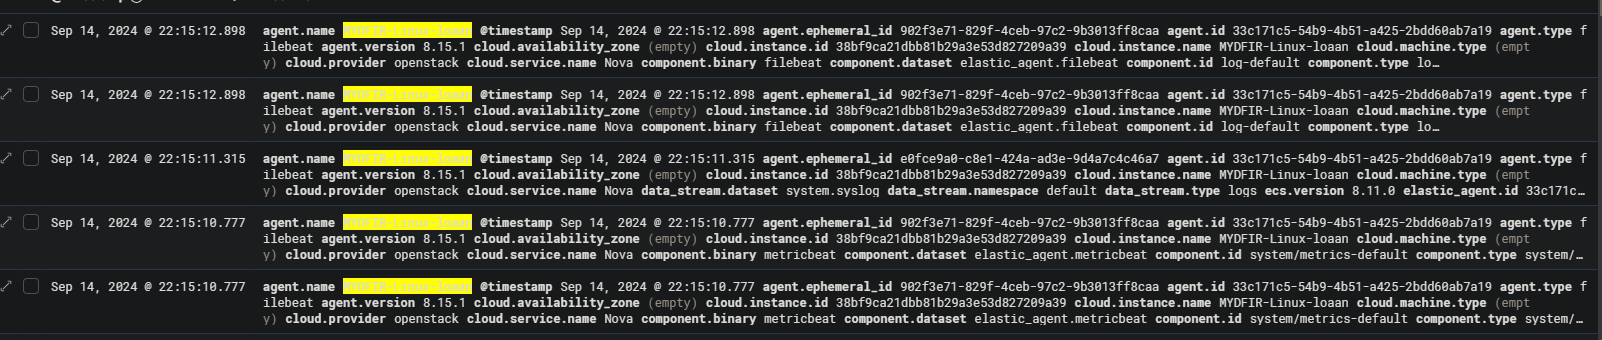 Sep 14, 2024 @ 22:15:12.898 agent.name MYDFIR-Linux-loaan @timestamp Sep 14, 2024 @ 22:15:12.898 agent.ephemeral_id 902f3e71-829f-4ceb-97c2-9b3013ff8caa agent.id 33c171c5-54b9-4b51-a425-2bdd60ab7a19 agent.type f
ilebeat agent.version 8.15.1 cloud.availability_zone (empty) cloud.instance.id 38bf9ca21dbb81b29a3e53d827209a39 cloud.instance.name MYDFIR-Linux-loaan cloud.machine.type (empt
y) cloud.provider openstack cloud.service.name Nova component.binary filebeat component.dataset elastic_agent.filebeat component.id log-default component.type lo…
Sep 14, 2024 @ 22:15:12.898 agent.name MYDFIR-Linux-loaan @timestamp Sep 14, 2024 @ 22:15:12.898 agent.ephemeral_id 902f3e71-829f-4ceb-97c2-9b3013ff8caa agent.id 33c171c5-54b9-4b51-a425-2bdd60ab7a19 agent.type f
ilebeat agent.version 8.15.1 cloud.availability_zone (empty) cloud.instance.id 38bf9ca21dbb81b29a3e53d827209a39 cloud.instance.name MYDFIR-Linux-loaan cloud.machine.type (empt
y) cloud.provider openstack cloud.service.name Nova component.binary filebeat component.dataset elastic_agent.filebeat component.id log-default component.type lo…
Sep 14, 2024 @ 22:15:11.315 agent.name MYDFIR-Linux-loaan @timestamp Sep 14, 2024 @ 22:15:11.315 agent.ephemeral_id e0fce9a0-c8e1-424a-ad3e-9d4a7c4c46a7 agent.id 33c171c5-54b9-4b51-a425-2bdd60ab7a19 agent.type f
ilebeat agent.version 8.15.1 cloud.availability_zone (empty) cloud.instance.id 38bf9ca21dbb81b29a3e53d827209a39 cloud.instance.name MYDFIR-Linux-loaan cloud.machine.type (empt
y) cloud.provider openstack cloud.service.name Nova data_stream.dataset system.syslog data_stream.namespace default data_stream.type logs ecs.version 8.11.0 elastic_agent.id 33c171c…
Sep 14, 2024 @ 22:15:10.777 agent.name MYDFIR-Linux-loaan @timestamp Sep 14, 2024 @ 22:15:10.777 agent.ephemeral_id 902f3e71-829f-4ceb-97c2-9b3013ff8caa agent.id 33c171c5-54b9-4b51-a425-2bdd60ab7a19 agent.type f
ilebeat agent.version 8.15.1 cloud.availability_zone (empty) cloud.instance.id 38bf9ca21dbb81b29a3e53d827209a39 cloud.instance.name MYDFIR-Linux-loaan cloud.machine.type (empt
y) cloud.provider openstack cloud.service.name Nova component.binary metricbeat component.dataset elastic_agent.metricbeat component.id system/metrics-default component.type system/…
Sep 14, 2024 @ 22:15:10.777 agent.name MYDFIR-Linux-loaan @timestamp Sep 14, 2024 @ 22:15:10.777 agent.ephemeral_id 902f3e71-829f-4ceb-97c2-9b3013ff8caa agent.id 33c171c5-54b9-4b51-a425-2bdd60ab7a19 agent.type f
ilebeat agent.version 8.15.1 cloud.availability_zone (empty) cloud.instance.id 38bf9ca21dbb81b29a3e53d827209a39 cloud.instance.name MYDFIR-Linux-loaan cloud.machine.type (empt
y) cloud.provider openstack cloud.service.name Nova component.binary metricbeat component.dataset elastic_agent.metricbeat component.id system/metrics-default component.type system/…